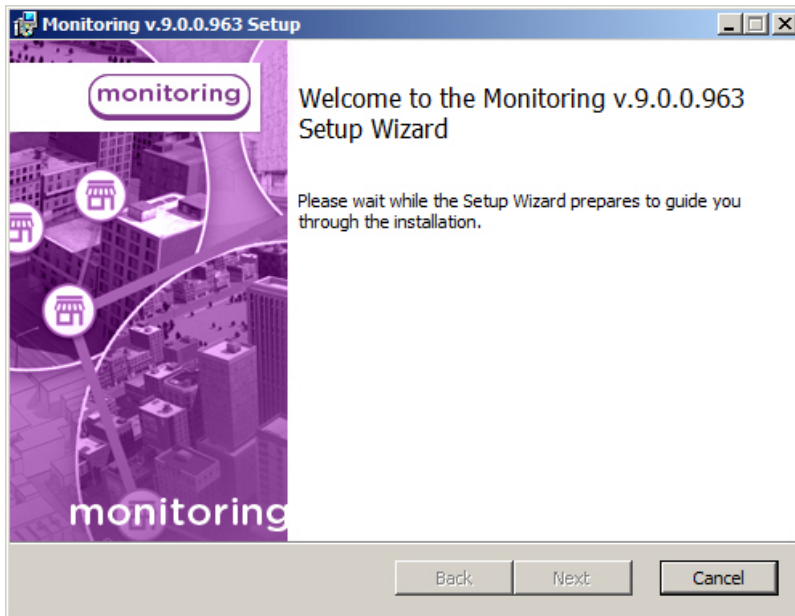 Monitoring v.9.0.0.963 Setup
monitoring
Welcome to the Monitoring v.9.0.0.963
Setup Wizard
Please wait while the Setup Wizard prepares to guide you
through the installation.
monitoring
Back
Next
Cancel